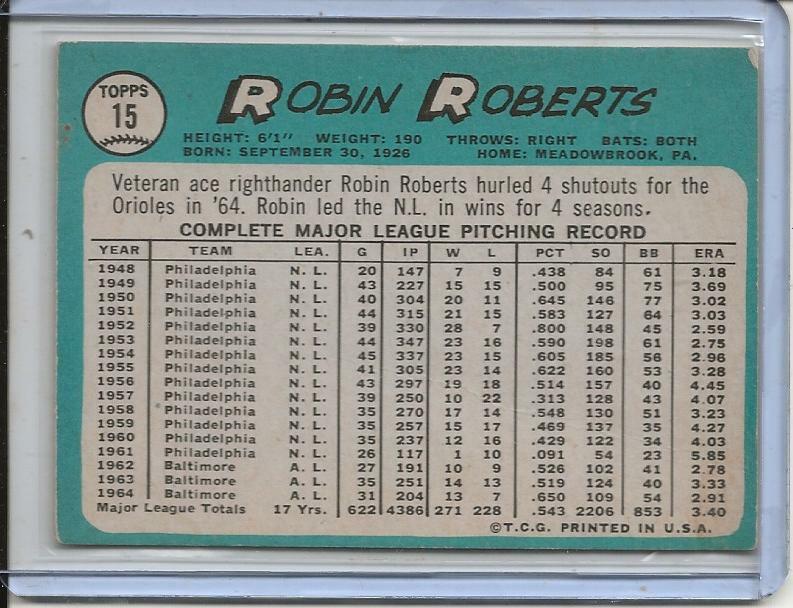 TOPPS
15
ROBIN ROBERTS
HEIGHT: 6'1" WEIGHT: 190 THROWS: RIGHT BATS: BOTH
BORN: SEPTEMBER 30, 1926 HOME: MEADOWBROOK, PA.
Veteran ace righthander Robin Roberts hurled 4 shutouts for the
Orioles in '64. Robin led the N.L. in wins for 4 seasons.
COMPLETE MAJOR LEAGUE PITCHING RECORD
YEAR TEAM LEA. G IP W L PCT SO BB ERA
1948 Philadelphia N. L. 20 147 7 9 .438 84 61 3.18
1949 Philadelphia N. L. 43 227 15 15 .500 95 75 3.69
1950 Philadelphia N. L. 40 304 20 11 .645 146 77 3.02
1951 Philadelphia N. L. 44 315 21 15 .583 127 64 3.03
1952 Philadelphia N. L. 39 330 28 7 .800 148 45 2.59
1953 Philadelphia N. L. 44 347 23 16 .590 198 61 2.75
1954 Philadelphia N. L. 45 337 23 15 .605 185 56 2.96
1955 Philadelphia N. L. 41 305 23 14 .622 160 53 3.28
1956 Philadelphia N. L. 43 297 19 18 .514 157 40 4.45
1957 Philadelphia N. L. 39 250 10 22 .313 128 43 4.07
1958 Philadelphia N. L. 35 270 17 14 .548 130 51 3.23
1959 Philadelphia N. L. 35 257 15 17 .469 137 35 4.27
1960 Philadelphia N. L. 35 237 12 16 .429 122 34 4.03
1961 Philadelphia N. L. 26 117 1 10 .091 54 23 5.85
1962 Baltimore A. L. 27 191 10 9 .526 102 41 2.78
1963 Baltimore A. L. 35 251 14 13 .519 124 40 3.33
1964 Baltimore A. L. 31 204 13 7 .650 109 54 2.91
Major League Totals 17 Yrs. 622 4386 271 228 .543 2206 853 3.40
©T.C.G. PRINTED IN U.S.A.